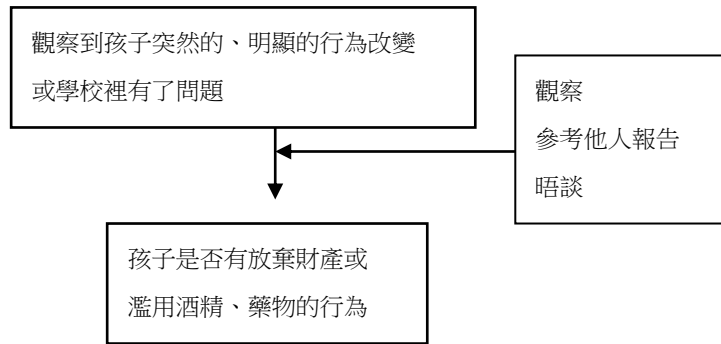 觀察到孩子突然的、明顯的行為改變
或學校裡有了問題
觀察
參考他人報告
晤談
孩子是否有放棄財產或
濫用酒精、藥物的行為